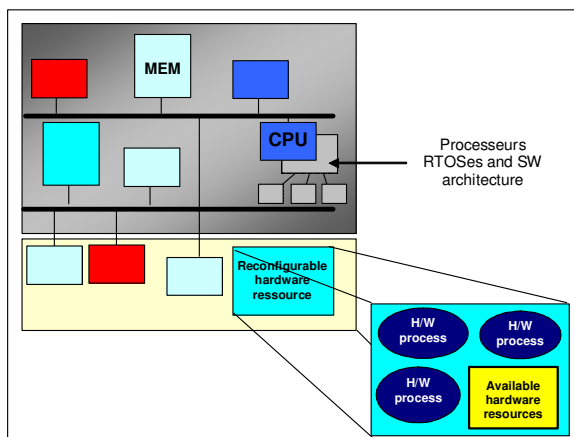 MEM
CPU
Processeurs
RTOSes and SW
architecture
Reconfigurable
hardware
ressource
H/W
process
H/W
process
H/W
process
Available
hardware
resources